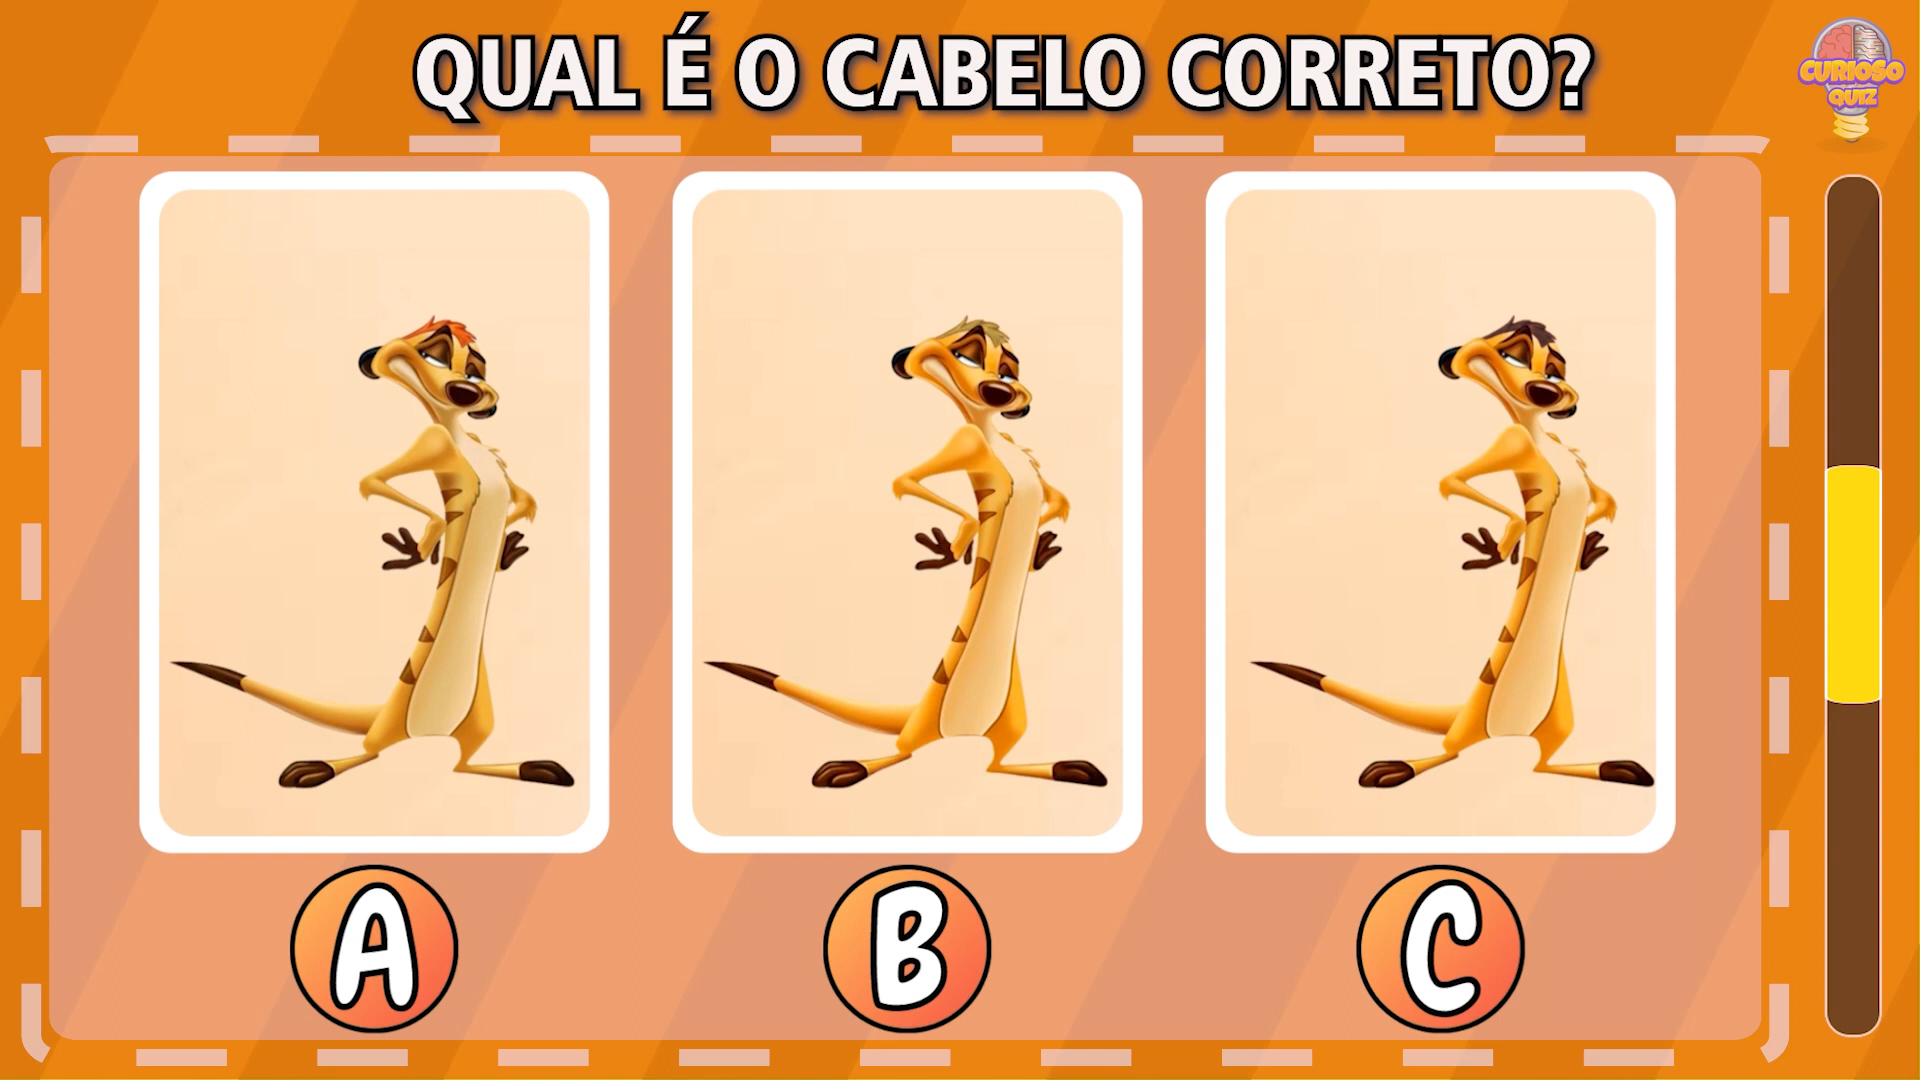 QUAL É O CABELO CORRETO?
CURIOSO
QUIZ
A
B
C